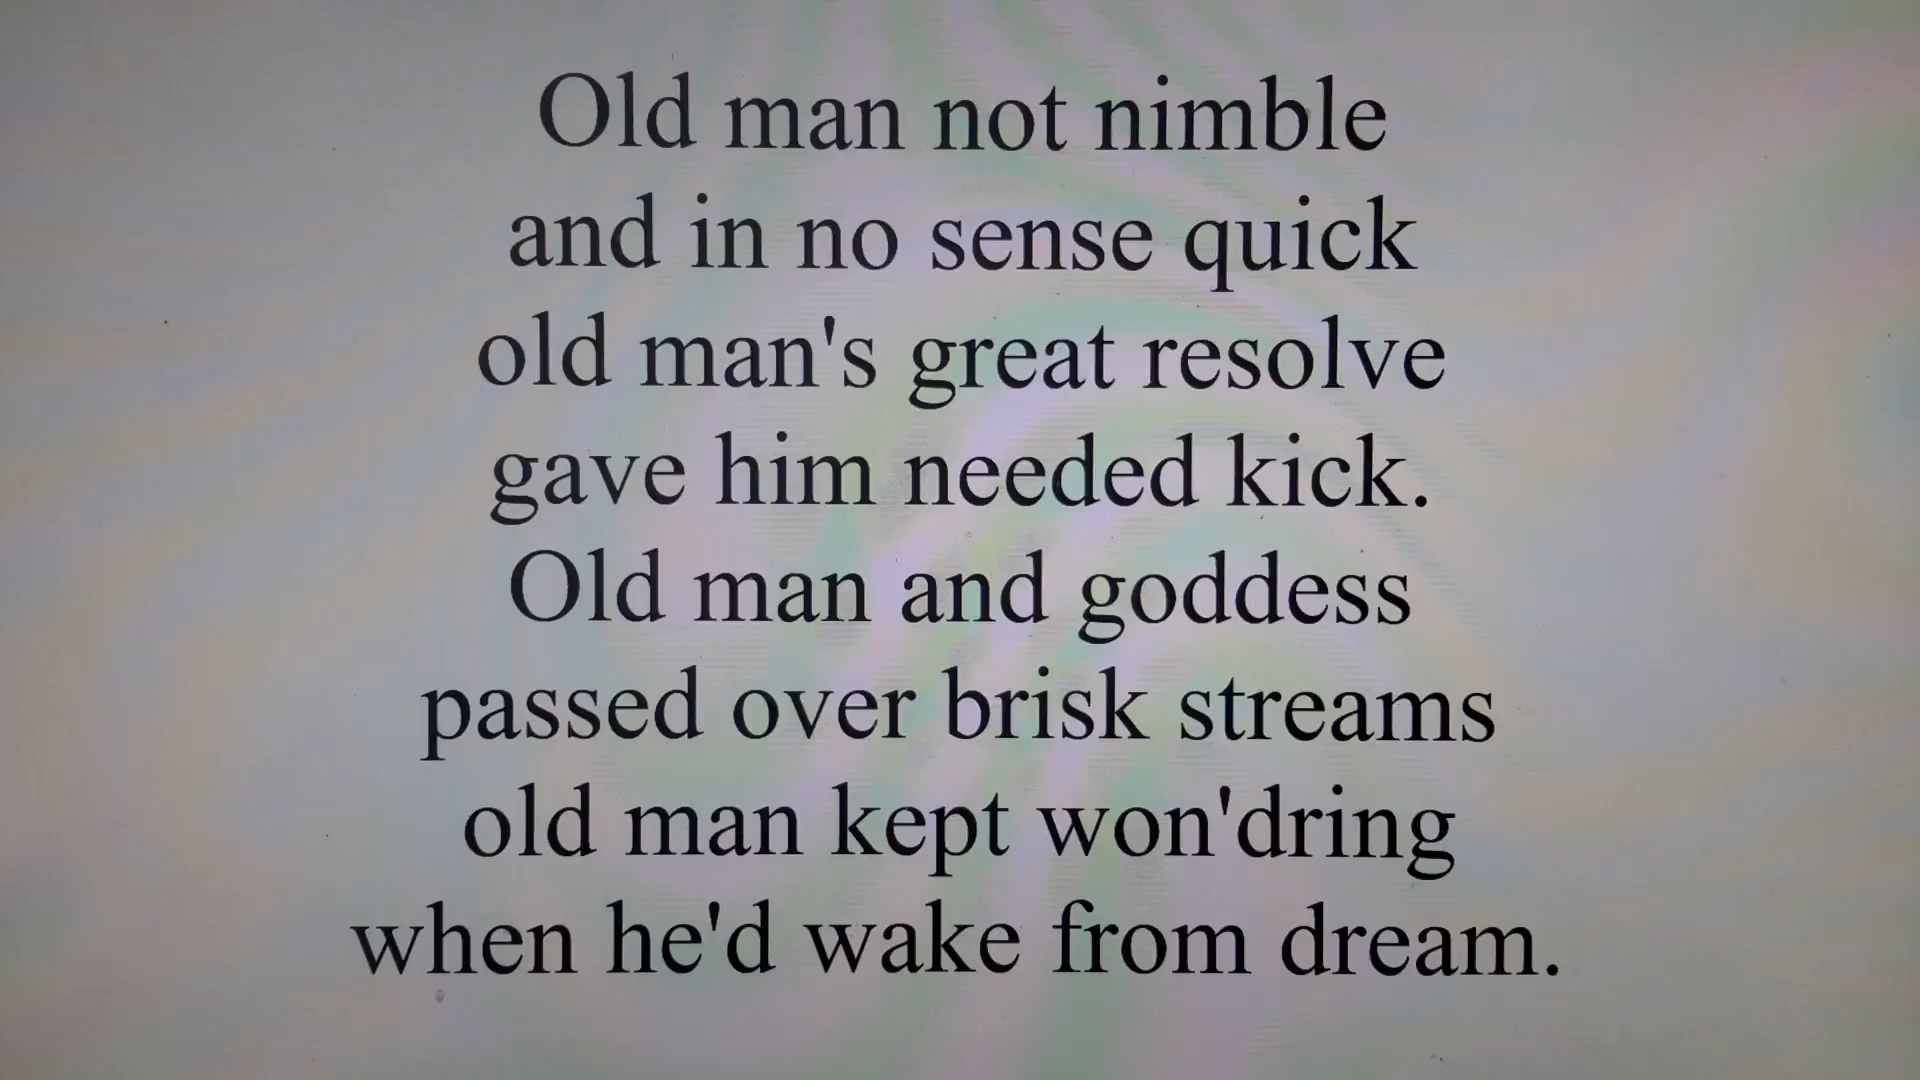 Old man not nimble
and in no sense quick
old man's great resolve
gave him needed kick.
Old man and goddess
passed over brisk streams
old man kept won'dring
when he'd wake from dream.